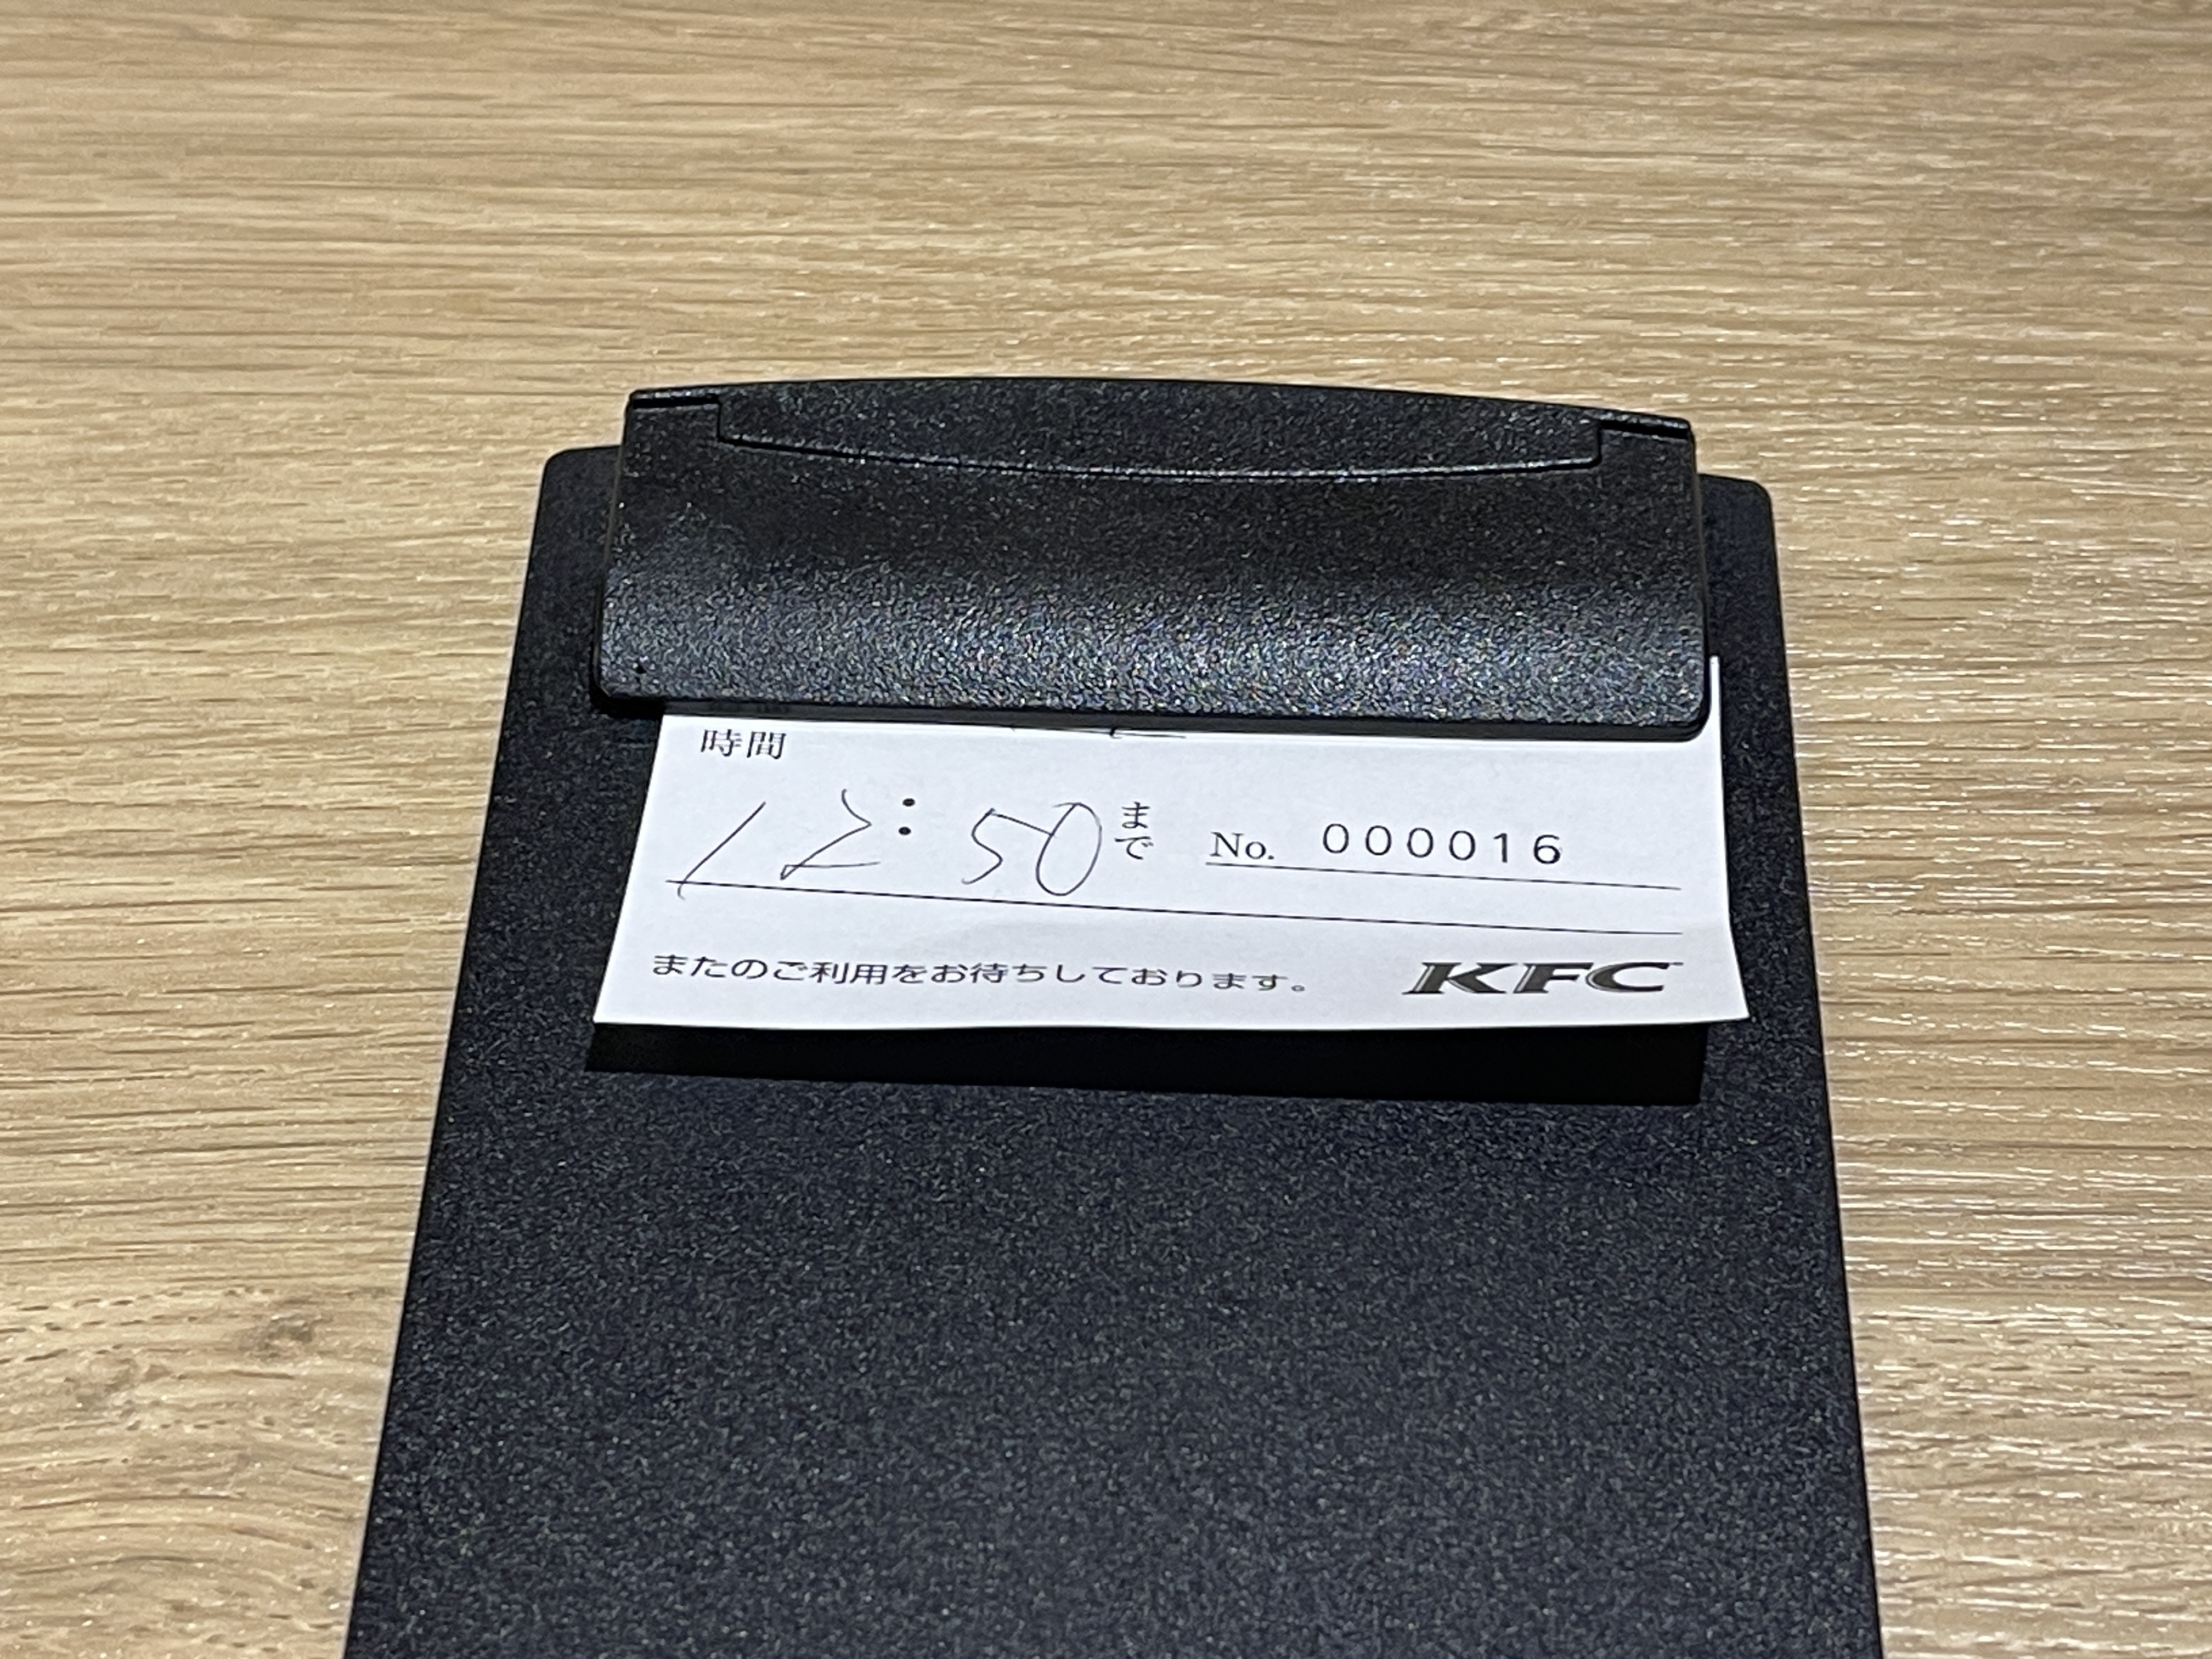 時間
12:50まで No. 000016
またのご利用をお待ちしております。 KFC